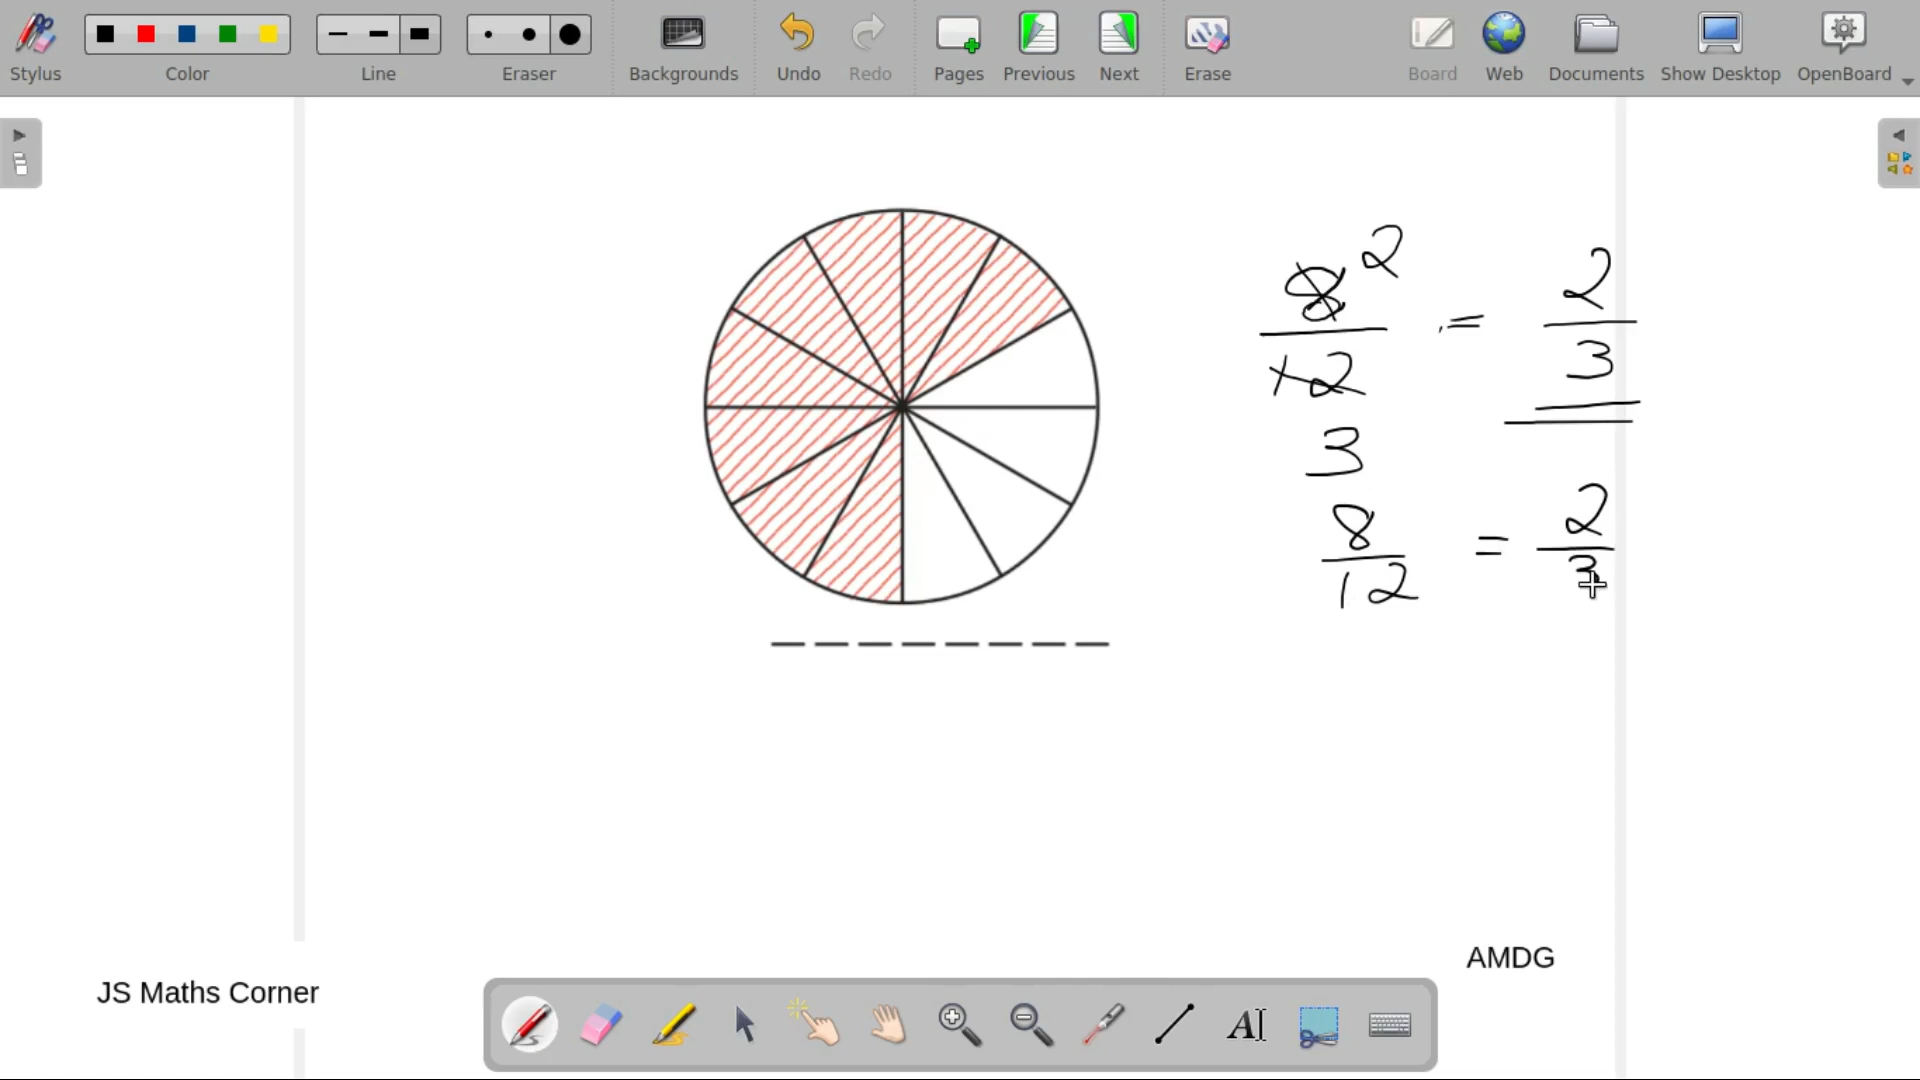 Stylus Color Line Eraser Backgrounds Undo Redo Pages Previous Next Erase Board Web Documents Show Desktop OpenBoard
8 2 = 2
12 3
3
8 = 2
12 3
AMDG
JS Maths Corner
A